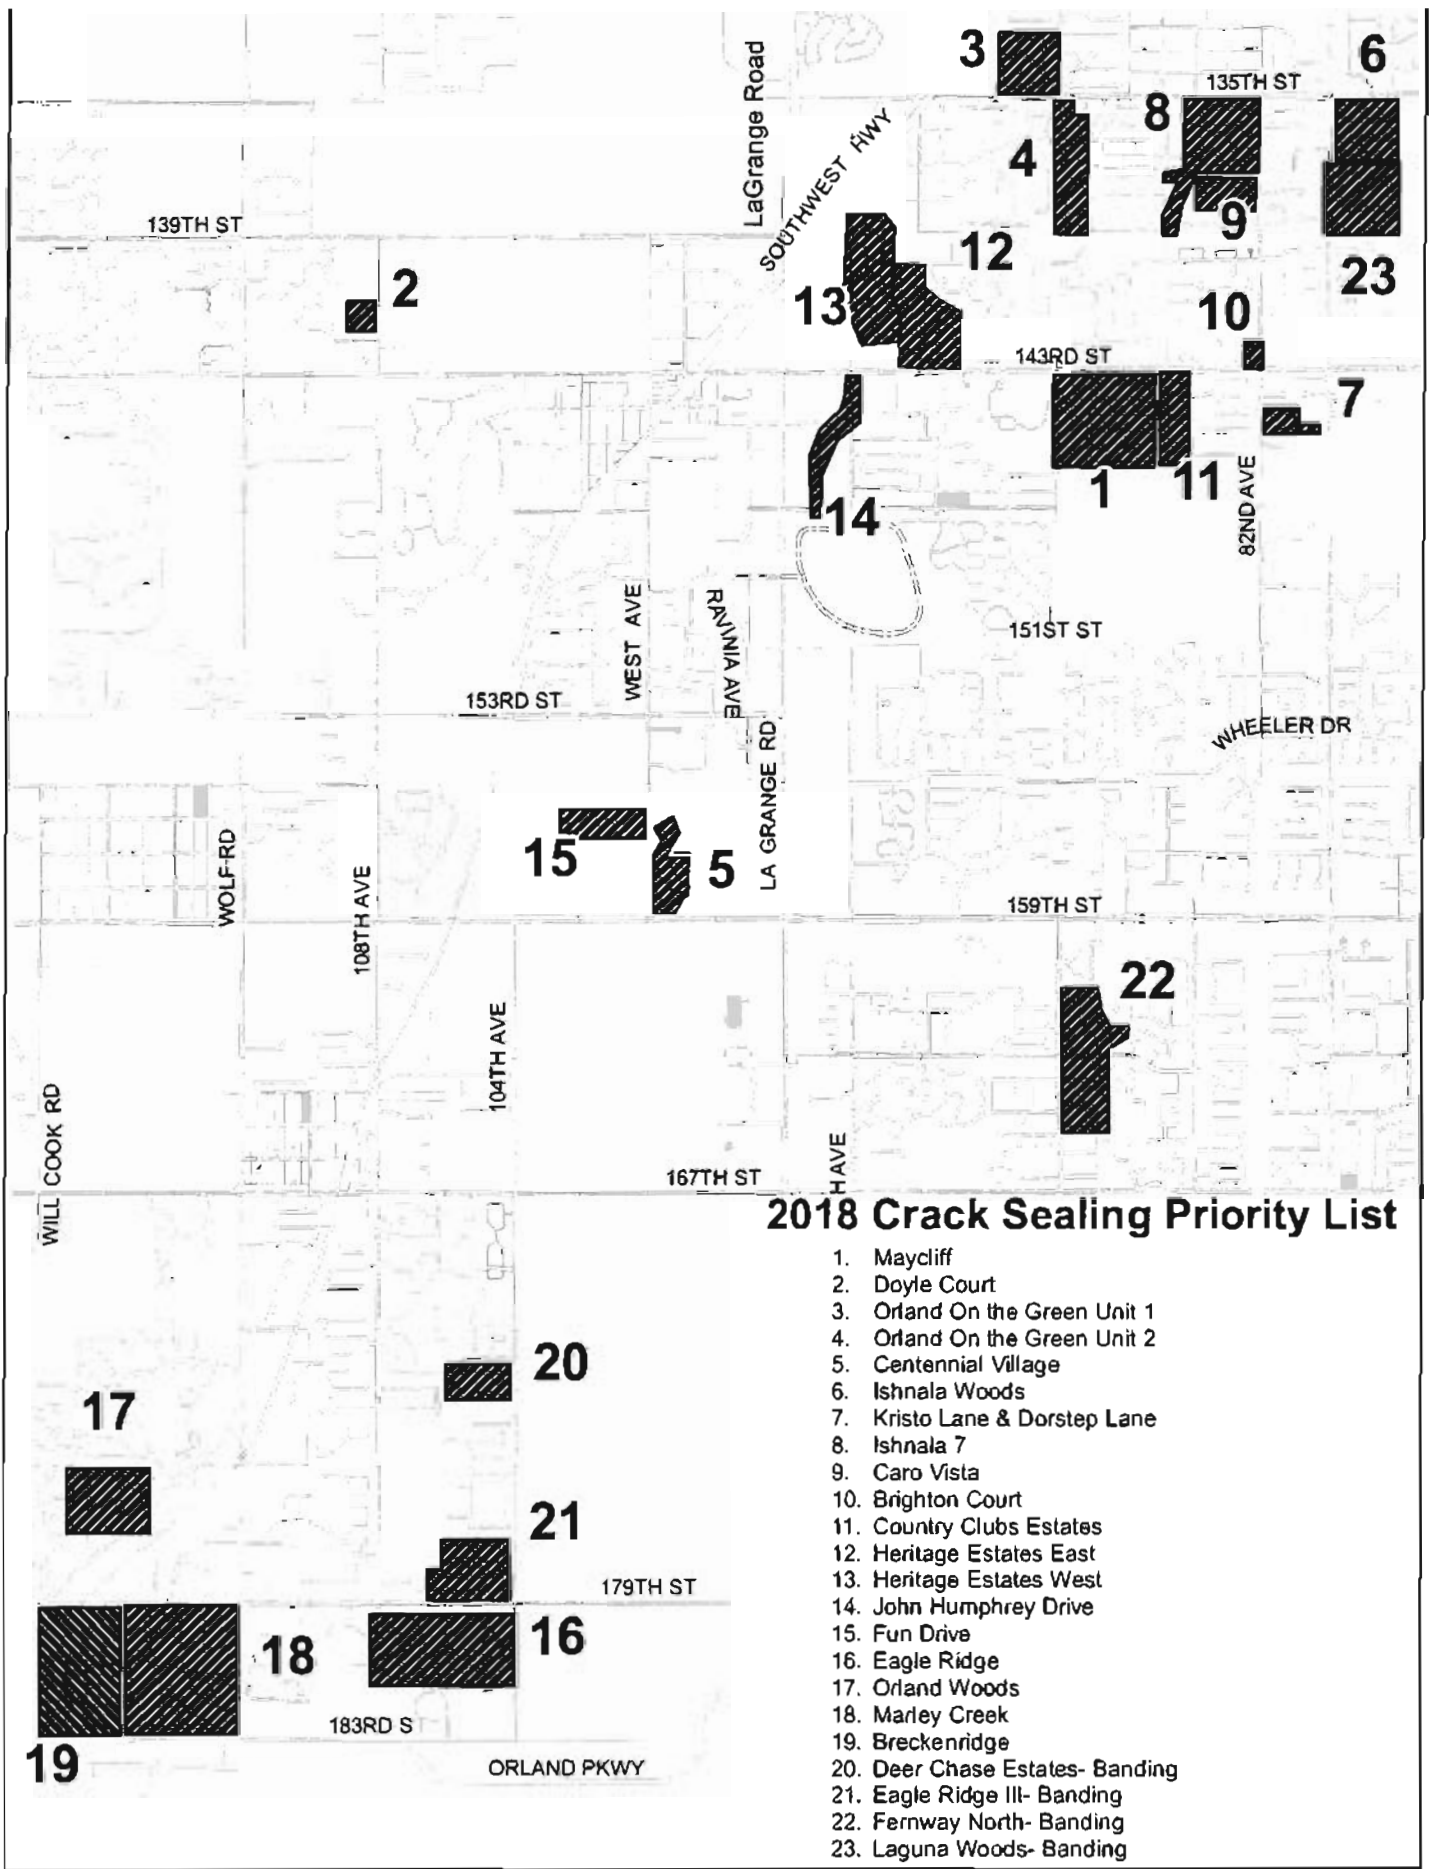 3
6
135TH ST
8
LaGrange Road
SOUTHWEST HWY
4
9
139TH ST
12
2
13
23
10
143RD ST
7
1
11
14
82ND AVE
WEST AVE
RAVINIA AVE
151ST ST
153RD ST
WHEELER DR
LA GRANGE RD
15
5
WOLF RD
108TH AVE
159TH ST
22
104TH AVE
WILL COOK RD
H AVE
167TH ST
2018 Crack Sealing Priority List
1. Maycliff
2. Doyle Court
3. Orland On the Green Unit 1
4. Orland On the Green Unit 2
5. Centennial Village
6. Ishnala Woods
7. Kristo Lane & Dorstep Lane
8. Ishnala 7
9. Caro Vista
10. Brighton Court
11. Country Clubs Estates
12. Heritage Estates East
13. Heritage Estates West
14. John Humphrey Drive
15. Fun Drive
16. Eagle Ridge
17. Orland Woods
18. Marley Creek
19. Breckenridge
20. Deer Chase Estates- Banding
21. Eagle Ridge III- Banding
22. Fernway North- Banding
23. Laguna Woods- Banding
20
17
21
179TH ST
16
18
183RD ST
19
ORLAND PKWY